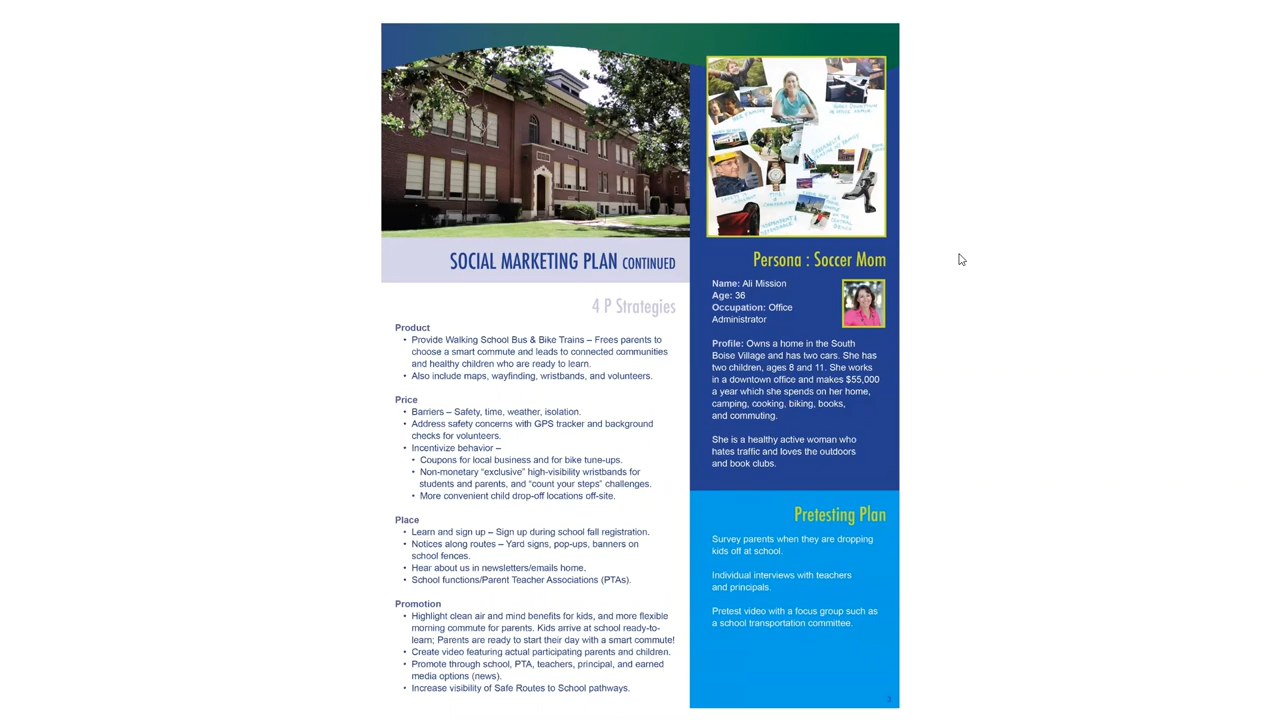 SOCIAL MARKETING PLAN CONTINUED
4 P Strategies
Product
• Provide Walking School Bus & Bike Trains – Frees parents to
choose a smart commute and leads to connected communities
and healthy children who are ready to learn.
• Also include maps, wayfinding, wristbands, and volunteers.
Price
• Barriers – Safety, time, weather, isolation.
• Address safety concerns with GPS tracker and background
checks for volunteers.
• Incentivize behavior –
• Coupons for local business and for bike tune-ups.
• Non-monetary “exclusive” high-visibility wristbands for
students and parents, and “count your steps” challenges.
• More convenient child drop-off locations off-site.
Place
• Learn and sign up – Sign up during school fall registration.
• Notices along routes – Yard signs, pop-ups, banners on
school fences.
• Hear about us in newsletters/emails home.
• School functions/Parent Teacher Associations (PTAs).
Promotion
• Highlight clean air and mind benefits for kids, and more flexible
morning commute for parents. Kids arrive at school ready-to-
learn; Parents are ready to start their day with a smart commute!
• Create video featuring actual participating parents and children.
• Promote through school, PTA, teachers, principal, and earned
media options (news).
• Increase visibility of Safe Routes to School pathways.
Persona : Soccer Mom
Name: Ali Mission
Age: 36
Occupation: Office
Administrator
Profile: Owns a home in the South
Boise Village and has two cars. She has
two children, ages 8 and 11. She works
in a downtown office and makes $55,000
a year which she spends on her home,
camping, cooking, biking, books,
and commuting.
She is a healthy active woman who
hates traffic and loves the outdoors
and book clubs.
Pretesting Plan
Survey parents when they are dropping
kids off at school.
Individual interviews with teachers
and principals.
Pretest video with a focus group such as
a school transportation committee.
3